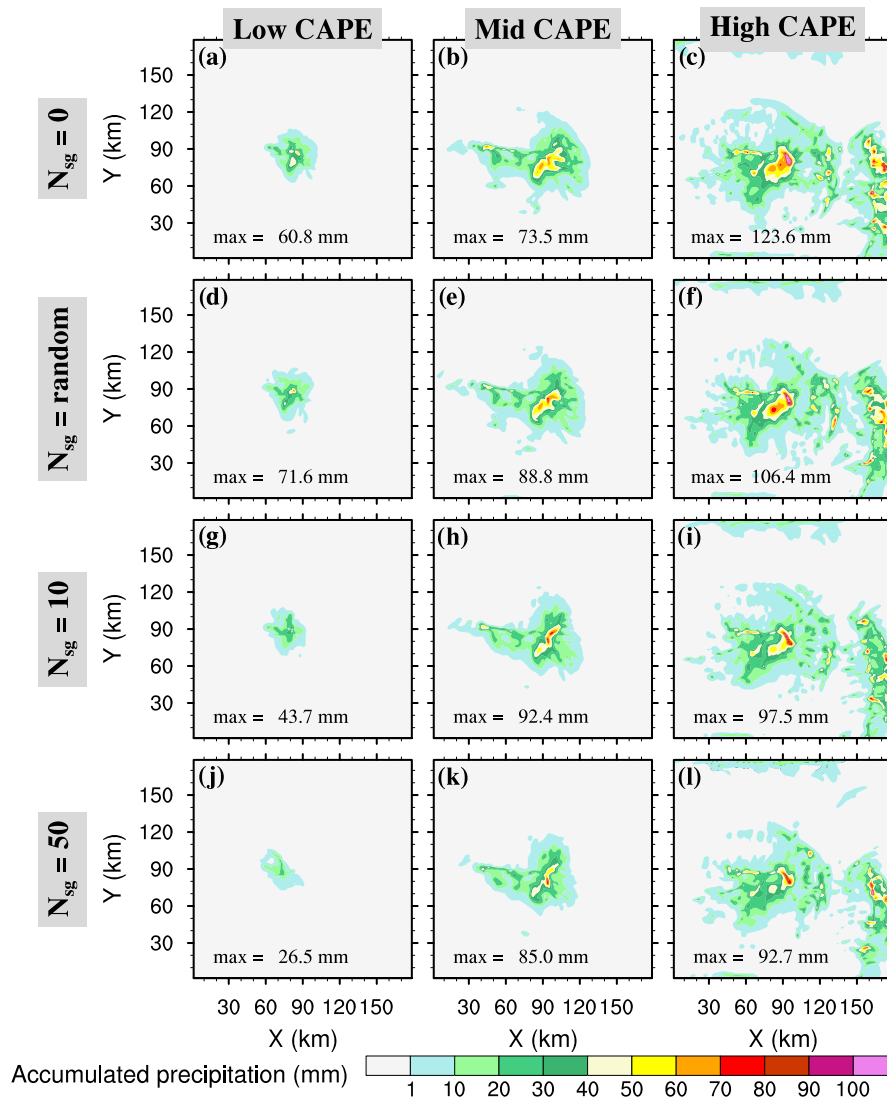 Low CAPE Mid CAPE High CAPE
N_sg = 0
Y (km)
150
120
90
60
30
(a)
max = 60.8 mm
(b)
max = 73.5 mm
(c)
max = 123.6 mm
N_sg = random
Y (km)
150
120
90
60
30
(d)
max = 71.6 mm
(e)
max = 88.8 mm
(f)
max = 106.4 mm
N_sg = 10
Y (km)
150
120
90
60
30
(g)
max = 43.7 mm
(h)
max = 92.4 mm
(i)
max = 97.5 mm
N_sg = 50
Y (km)
150
120
90
60
30
(j)
max = 26.5 mm
(k)
max = 85.0 mm
(l)
max = 92.7 mm
30 60 90 120 150 30 60 90 120 150 30 60 90 120 150
X (km) X (km) X (km)
Accumulated precipitation (mm)
1 10 20 30 40 50 60 70 80 90 100